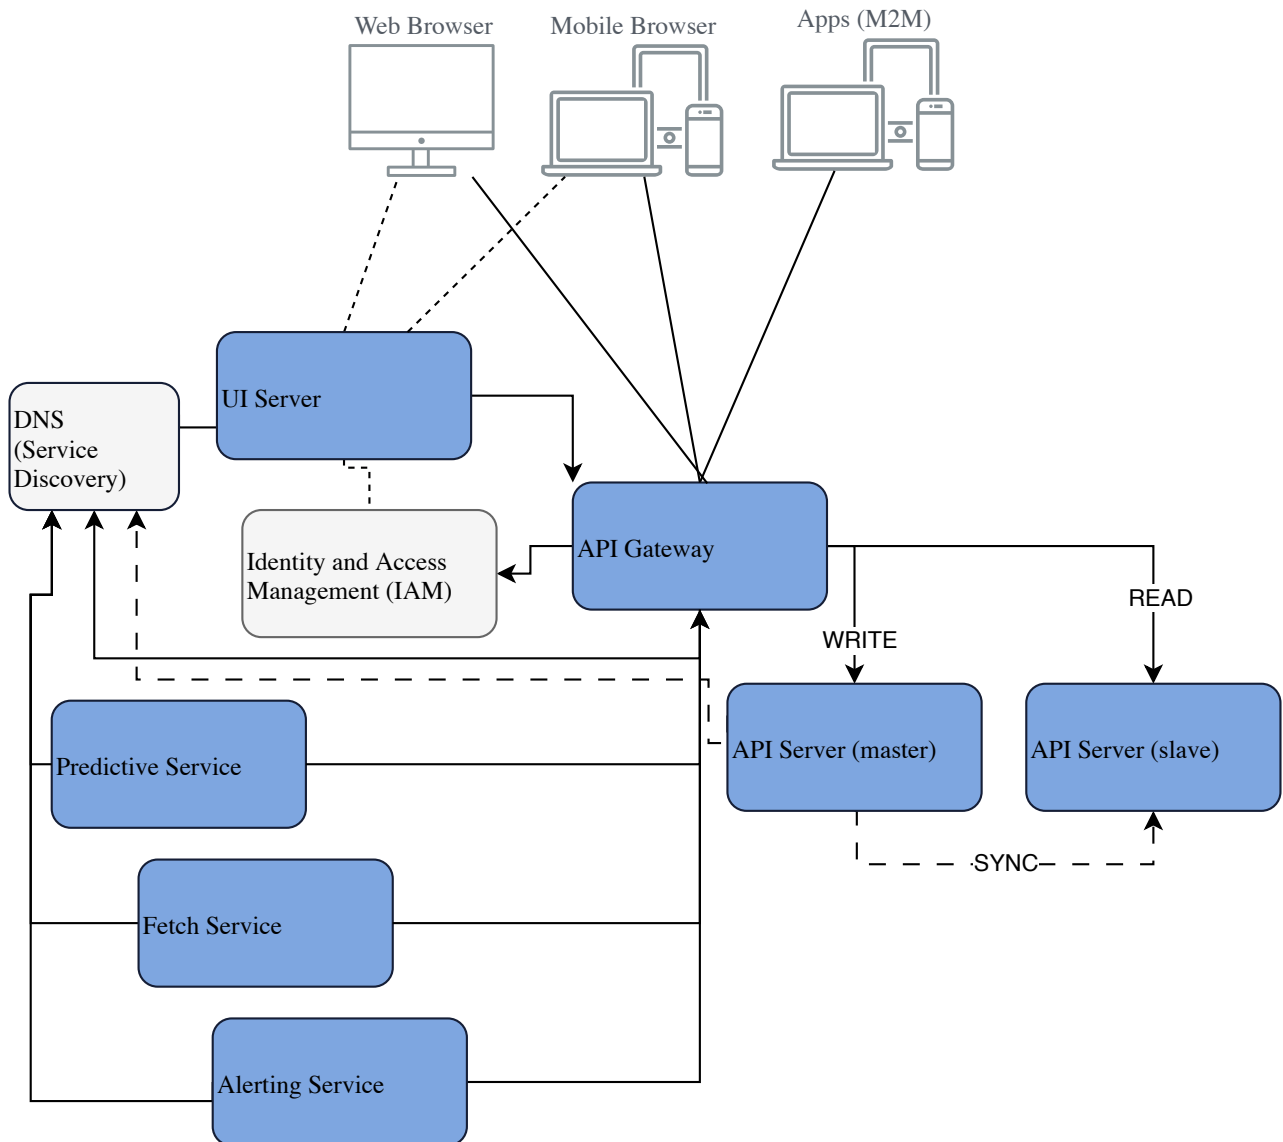 Web Browser
Mobile Browser
Apps (M2M)
UI Server
DNS
(Service
Discovery)
Identity and Access
Management (IAM)
API Gateway
READ
WRITE
API Server (master)
API Server (slave)
Predictive Service
SYNC
Fetch Service
Alerting Service